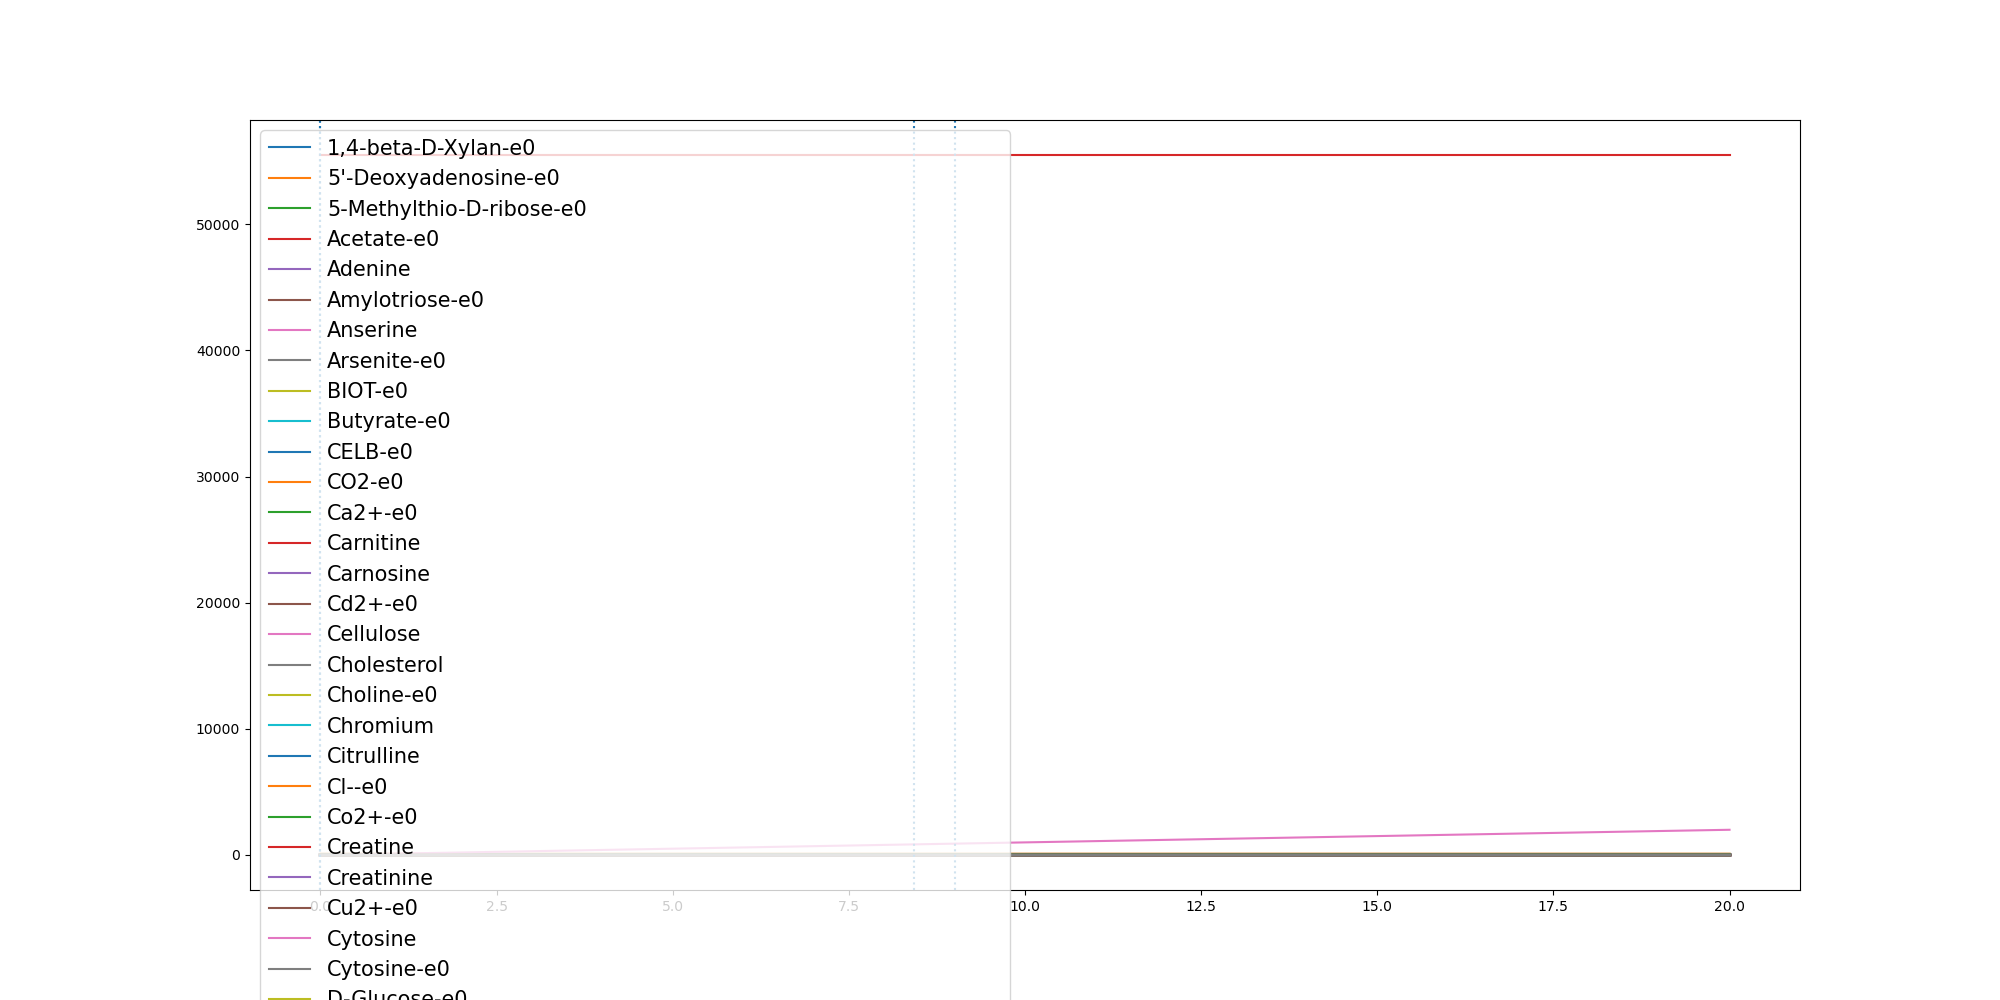 1,4-beta-D-Xylan-e0
5'-Deoxyadenosine-e0
5-Methylthio-D-ribose-e0
Acetate-e0
Adenine
Amylotriose-e0
Anserine
Arsenite-e0
BIOT-e0
Butyrate-e0
CELB-e0
CO2-e0
Ca2+-e0
Carnitine
Carnosine
Cd2+-e0
Cellulose
Cholesterol
Choline-e0
Chromium
Citrulline
Cl--e0
Co2+-e0
Creatine
Creatinine
Cu2+-e0
Cytosine
Cytosine-e0
D-Glucose-e0
50000
40000
30000
20000
10000
0
0.0 2.5 5.0 7.5 10.0 12.5 15.0 17.5 20.0